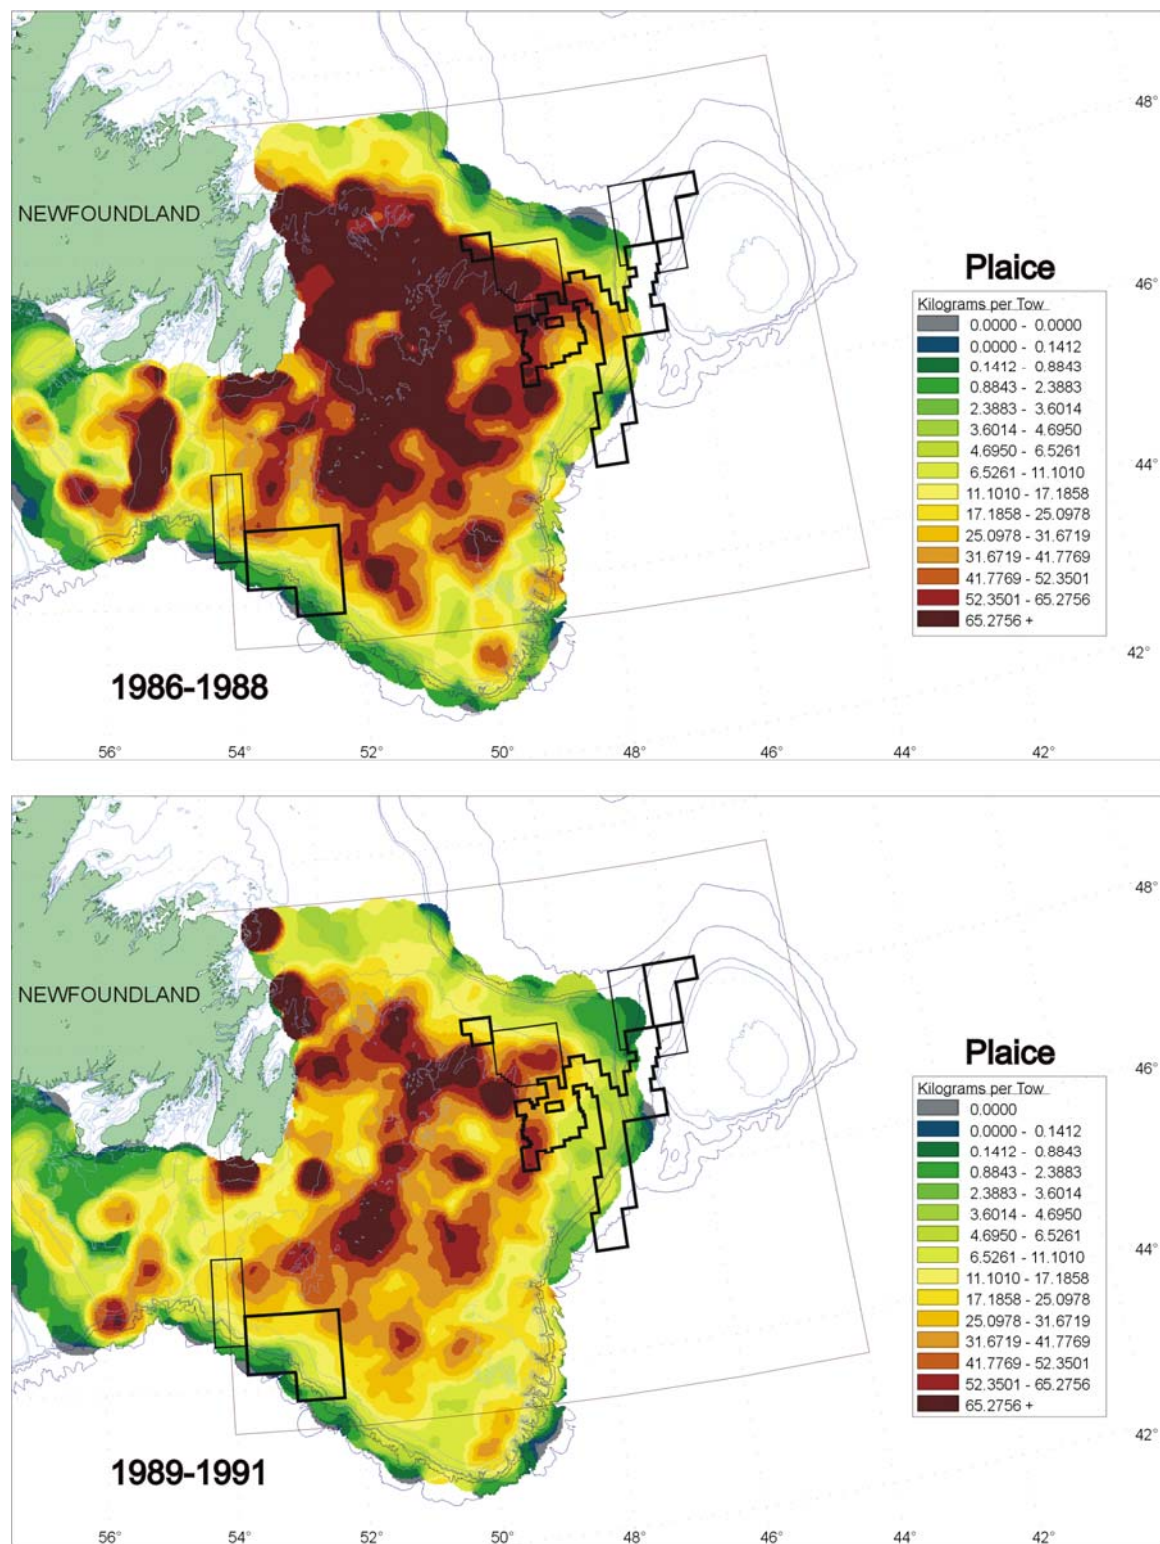 NEWFOUNDLAND
48°
46°
44°
42°
Plaice
Kilograms per Tow
0.0000 - 0.0000
0.0000 - 0.1412
0.1412 - 0.8843
0.8843 - 2.3883
2.3883 - 3.6014
3.6014 - 4.6950
4.6950 - 6.5261
6.5261 - 11.1010
11.1010 - 17.1858
17.1858 - 25.0978
25.0978 - 31.6719
31.6719 - 41.7769
41.7769 - 52.3501
52.3501 - 65.2756
65.2756 +
1986-1988
56° 54° 52° 50° 48° 46° 44° 42°
NEWFOUNDLAND
48°
46°
44°
42°
Plaice
Kilograms per Tow
0.0000
0.0000 - 0.1412
0.1412 - 0.8843
0.8843 - 2.3883
2.3883 - 3.6014
3.6014 - 4.6950
4.6950 - 6.5261
6.5261 - 11.1010
11.1010 - 17.1858
17.1858 - 25.0978
25.0978 - 31.6719
31.6719 - 41.7769
41.7769 - 52.3501
52.3501 - 65.2756
65.2756 +
1989-1991
56° 54° 52° 50° 48° 46° 44° 42°